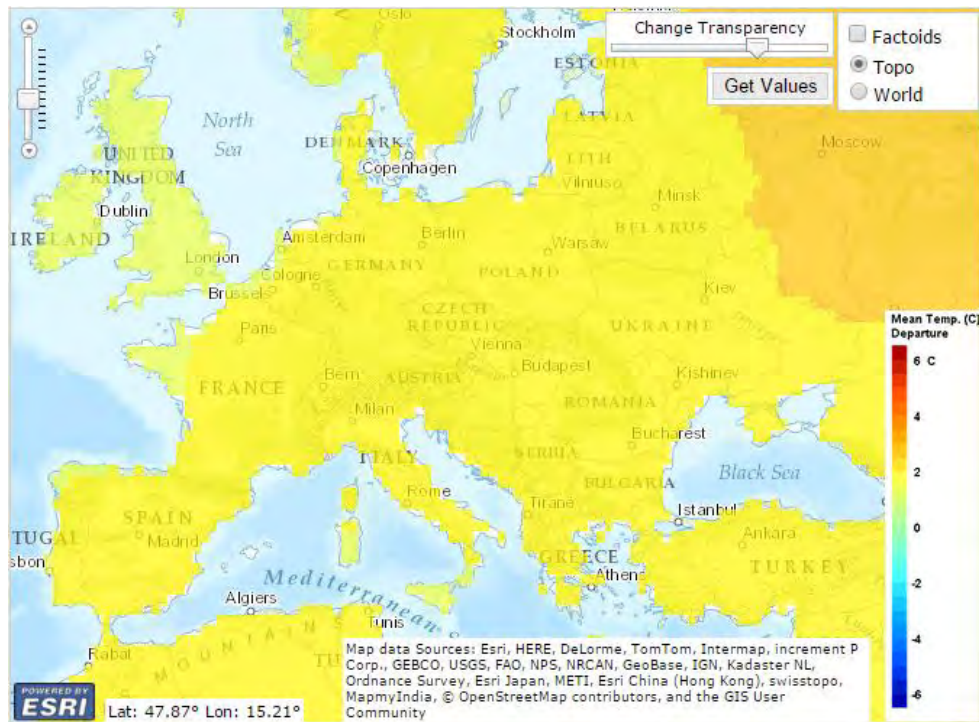 Oslo
Stockholm
Change Transparency
Factoids
Topo
World
Get Values
ESTONIA
North
Sea
LATVIA
DENMARK
Moscow
UNITED
KINGDOM
Copenhagen
LITH
Vilniuso
Minsk
Dublin
IRELAND
BELARUS
Amsterdam
Berlin
Warsaw
London
Cologne
GERMANY
POLAND
Brussels
Kiev
CZECH
REPUBLIC
Paris
UKRAINE
Mean Temp. (C)
Departure
Vienna
Budapest
6 C
FRANCE
Bern
AUSTRIA
Kishinev
Milan
ROMANIA
4
Bucharest
ITALY
SERBIA
2
Black Sea
Rome
BULGARIA
Tirane
Istanbul
SPAIN
Madrid
TUGAL
sbon
0
Ankara
GREECE
TURKEY
Athens
-2
Mediterranean S
Algiers
Tunis
MOUNTAINS
Rabat
TU
-4
-6
Map data Sources: Esri, HERE, DeLorme, TomTom, Intermap, increment P
Corp., GEBCO, USGS, FAO, NPS, NRCAN, GeoBase, IGN, Kadaster NL,
Ordnance Survey, Esri Japan, METI, Esri China (Hong Kong), swisstopo,
MapmyIndia, © OpenStreetMap contributors, and the GIS User
Community
POWERED BY
ESRI
Lat: 47.87° Lon: 15.21°